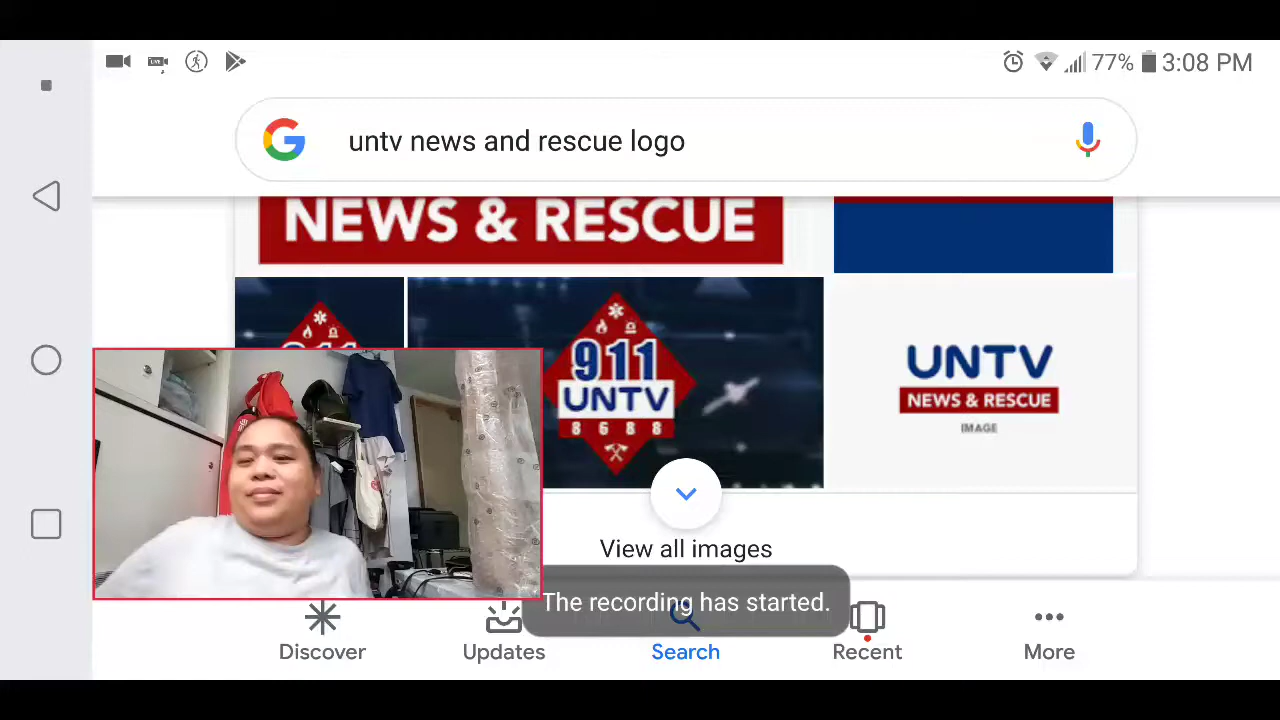 77% 3:08 PM
untv news and rescue logo
NEWS & RESCUE
911
UNTV
8 6 8 8
UNTV
NEWS & RESCUE
IMAGE
View all images
The recording has started.
Discover
Updates
Search
Recent
More